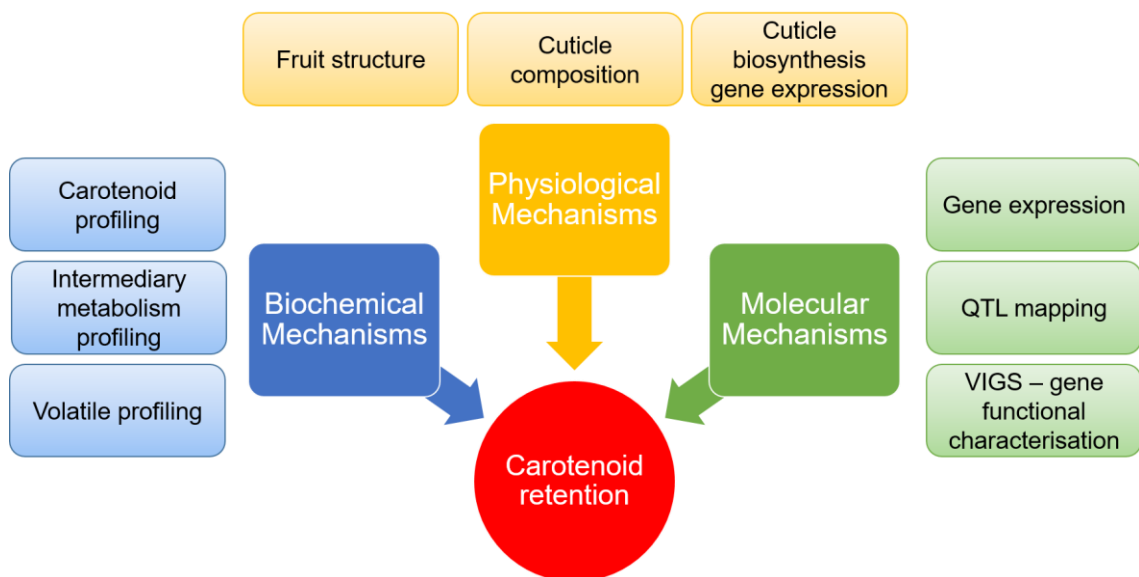 Fruit structure
Cuticle
composition
Cuticle
biosynthesis
gene expression
Physiological
Mechanisms
Carotenoid
profiling
Intermediary
metabolism
profiling
Volatile profiling
Biochemical
Mechanisms
Molecular
Mechanisms
Gene expression
QTL mapping
VIGS – gene
functional
characterisation
Carotenoid
retention